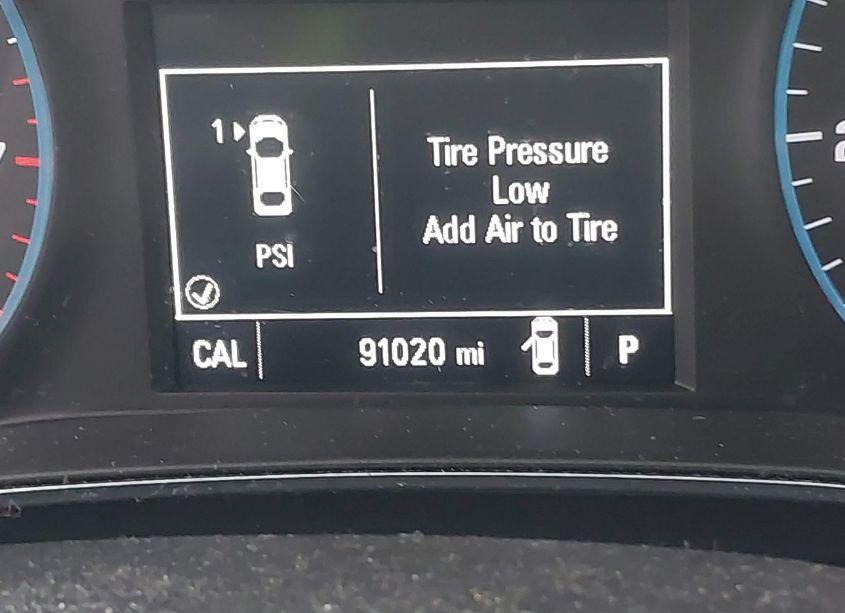 1
Tire Pressure
Low
Add Air to Tire
PSI
CAL
91020 mi
P